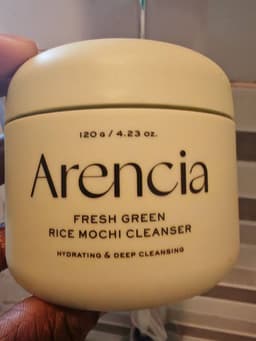 120 G / 4.23 oz.
Arencia
FRESH GREEN
RICE MOCHI CLEANSER
HYDRATING & DEEP CLEANSING